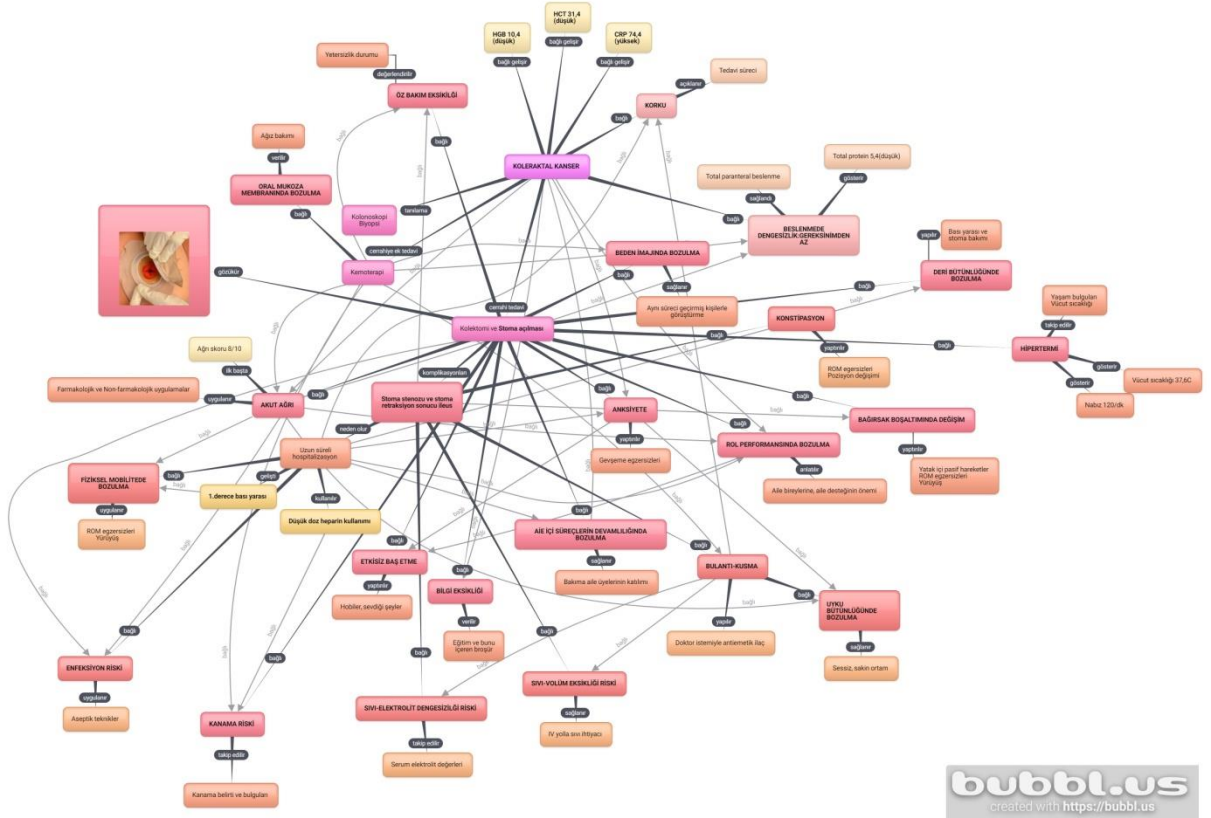 HCT 31,4
(düşük)
HGB 10,4
(düşük)
CRP 74,4
(yüksek)
bağlı gelişir
bağlı gelişir
bağlı gelişir
Yetersizlik durumu
değerlendirilir
ÖZ BAKIM EKSİKLİĞİ
Tedavi süreci
açıklanır
KORKU
bağlı
bağlı
Ağız bakımı
verilir
ORAL MUKOZA
MEMBRANINDA BOZULMA
bağlı
KOLERAKTAL KANSER
Total protein 5,4(düşük)
gösterir
Total paranteral beslenme
sağlandı
bağlı
BESLENMEDE
DENGESİZLİK:GEREKSİNİMDEN
AZ
tanılama
Kolonoskopi
Biyopsi
cerrahiye ek tedavi
Kemoterapi
BEDEN İMAJINDA BOZULMA
bağlı
sağlanır
Aynı süreci geçirmiş kişilerle
görüştürme
Bası yarası ve
stoma bakımı
yapılır
DERİ BÜTÜNLÜĞÜNDE
BOZULMA
bağlı
gözükür
cerrahi tedavi
Kolektomi ve Stoma açılması
KONSTİPASYON
bağlı
yaptırılır
ROM egersizleri
Pozisyon değişimi
Yaşam bulguları
Vücut sıcaklığı
takip edilir
HİPERTERMİ
bağlı
gösterir
gösterir
Vücut sıcaklığı 37,6C
Nabız 120/dk
Ağrı skoru 8/10
ilk başta
Farmakolojik ve Non-farmakolojik uygulamalar
uygulanır
AKUT AĞRI
bağlı
komplikasyonları
Stoma stenozu ve stoma
retraksiyon sonucu ileus
neden olur
bağlı
ANKSİYETE
yaptırılır
Gevşeme egzersizleri
bağlı
BAĞIRSAK BOŞALTIMINDA DEĞİŞİM
yaptırılır
Yatak içi pasif hareketler
ROM egzersizleri
Yürüyüş
bağlı
ROL PERFORMANSINDA BOZULMA
anlatılır
Aile bireylerine, aile desteğinin önemi
Uzun süreli
hospitalizasyon
bağlı
gelişti
kullanılır
FİZİKSEL MOBİLİTEDE
BOZULMA
uygulanır
ROM egzersizleri
Yürüyüş
1.derece bası yarası
Düşük doz heparin kullanımı
bağlı
ETKİSİZ BAŞ ETME
yaptırılır
Hobiler, sevdiği şeyler
bağlı
BİLGİ EKSİKLİĞİ
verilir
Eğitim ve bunu
içeren broşür
bağlı
AİE İÇİ SÜREÇLERİN DEVAMLILIĞINDA
BOZULMA
sağlanır
Bakıma aile üyelerinin katılımı
bağlı
BULANTI-KUSMA
yapılır
Doktor istemiyle antiemetik ilaç
bağlı
UYKU
BÜTÜNLÜĞÜNDE
BOZULMA
sağlanır
Sessiz, sakin ortam
bağlı
ENFEKSİYON RİSKİ
uygulanır
Aseptik teknikler
bağlı
KANAMA RİSKİ
takip edilir
Kanama belirti ve bulguları
bağlı
SIVI-ELEKTROLİT DENGESİZİLĞİ RİSKİ
takip edilir
Serum elektrolit değerleri
bağlı
SIVI-VOLÜM EKSİKLİĞİ RİSKİ
sağlanır
IV yolla sıvı ihtiyacı
bubbl.us
created with https://bubbl.us